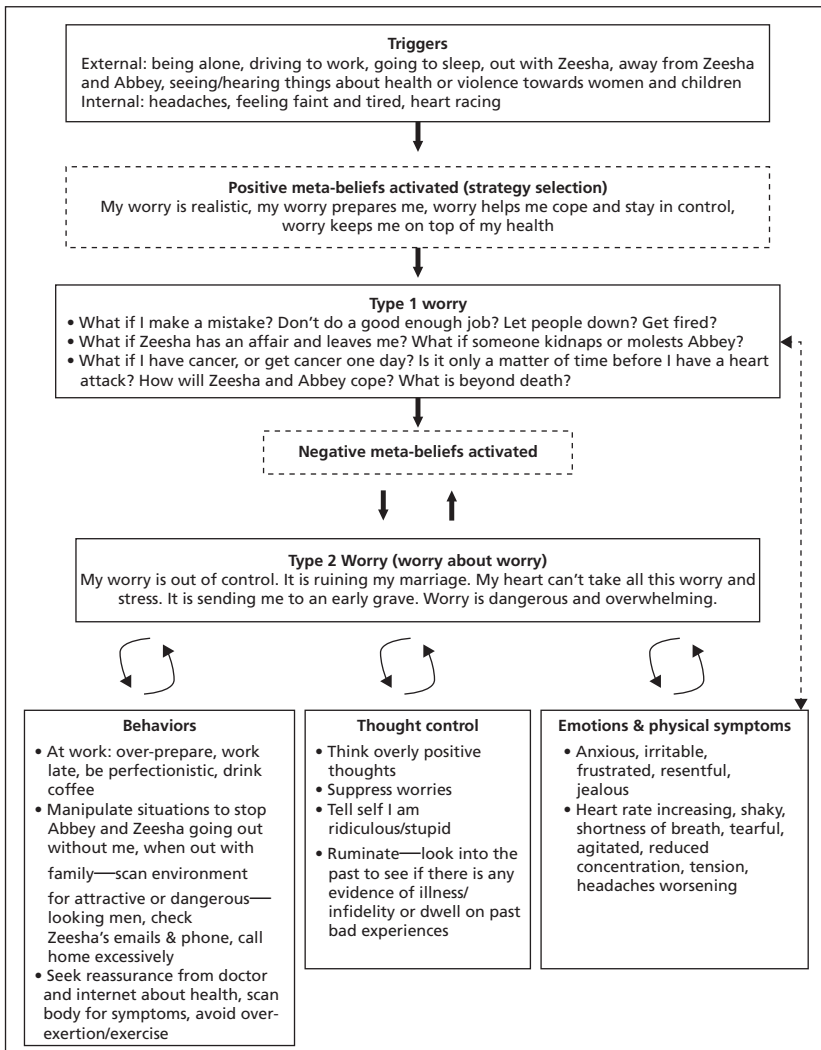 Triggers
External: being alone, driving to work, going to sleep, out with Zeesha, away from Zeesha
and Abbey, seeing/hearing things about health or violence towards women and children
Internal: headaches, feeling faint and tired, heart racing
Positive meta-beliefs activated (strategy selection)
My worry is realistic, my worry prepares me, worry helps me cope and stay in control,
worry keeps me on top of my health
Type 1 worry
• What if I make a mistake? Don't do a good enough job? Let people down? Get fired?
• What if Zeesha has an affair and leaves me? What if someone kidnaps or molests Abbey?
• What if I have cancer, or get cancer one day? Is it only a matter of time before I have a heart
attack? How will Zeesha and Abbey cope? What is beyond death?
Negative meta-beliefs activated
Type 2 Worry (worry about worry)
My worry is out of control. It is ruining my marriage. My heart can't take all this worry and
stress. It is sending me to an early grave. Worry is dangerous and overwhelming.
Behaviors
• At work: over-prepare, work
late, be perfectionistic, drink
coffee
• Manipulate situations to stop
Abbey and Zeesha going out
without me, when out with
family—scan environment
for attractive or dangerous—
looking men, check
Zeesha's emails & phone, call
home excessively
• Seek reassurance from doctor
and internet about health, scan
body for symptoms, avoid over-
exertion/exercise
Thought control
• Think overly positive
thoughts
• Suppress worries
• Tell self I am
ridiculous/stupid
• Ruminate—look into the
past to see if there is any
evidence of illness/
infidelity or dwell on past
bad experiences
Emotions & physical symptoms
• Anxious, irritable,
frustrated, resentful,
jealous
• Heart rate increasing, shaky,
shortness of breath, tearful,
agitated, reduced
concentration, tension,
headaches worsening